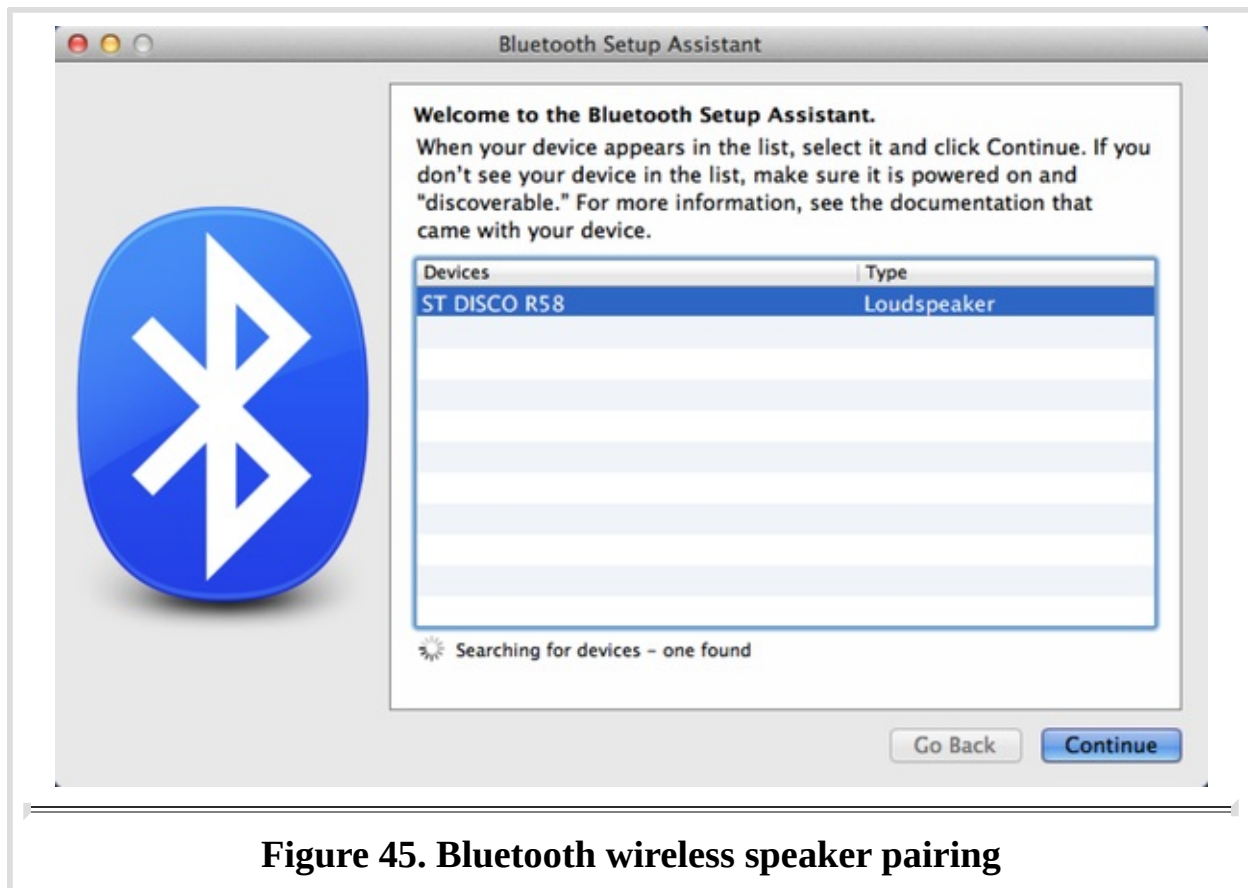 Bluetooth Setup Assistant
Welcome to the Bluetooth Setup Assistant.
When your device appears in the list, select it and click Continue. If you
don't see your device in the list, make sure it is powered on and
"discoverable." For more information, see the documentation that
came with your device.
Devices Type
ST DISCO R58 Loudspeaker
Searching for devices – one found
Go Back Continue
Figure 45. Bluetooth wireless speaker pairing